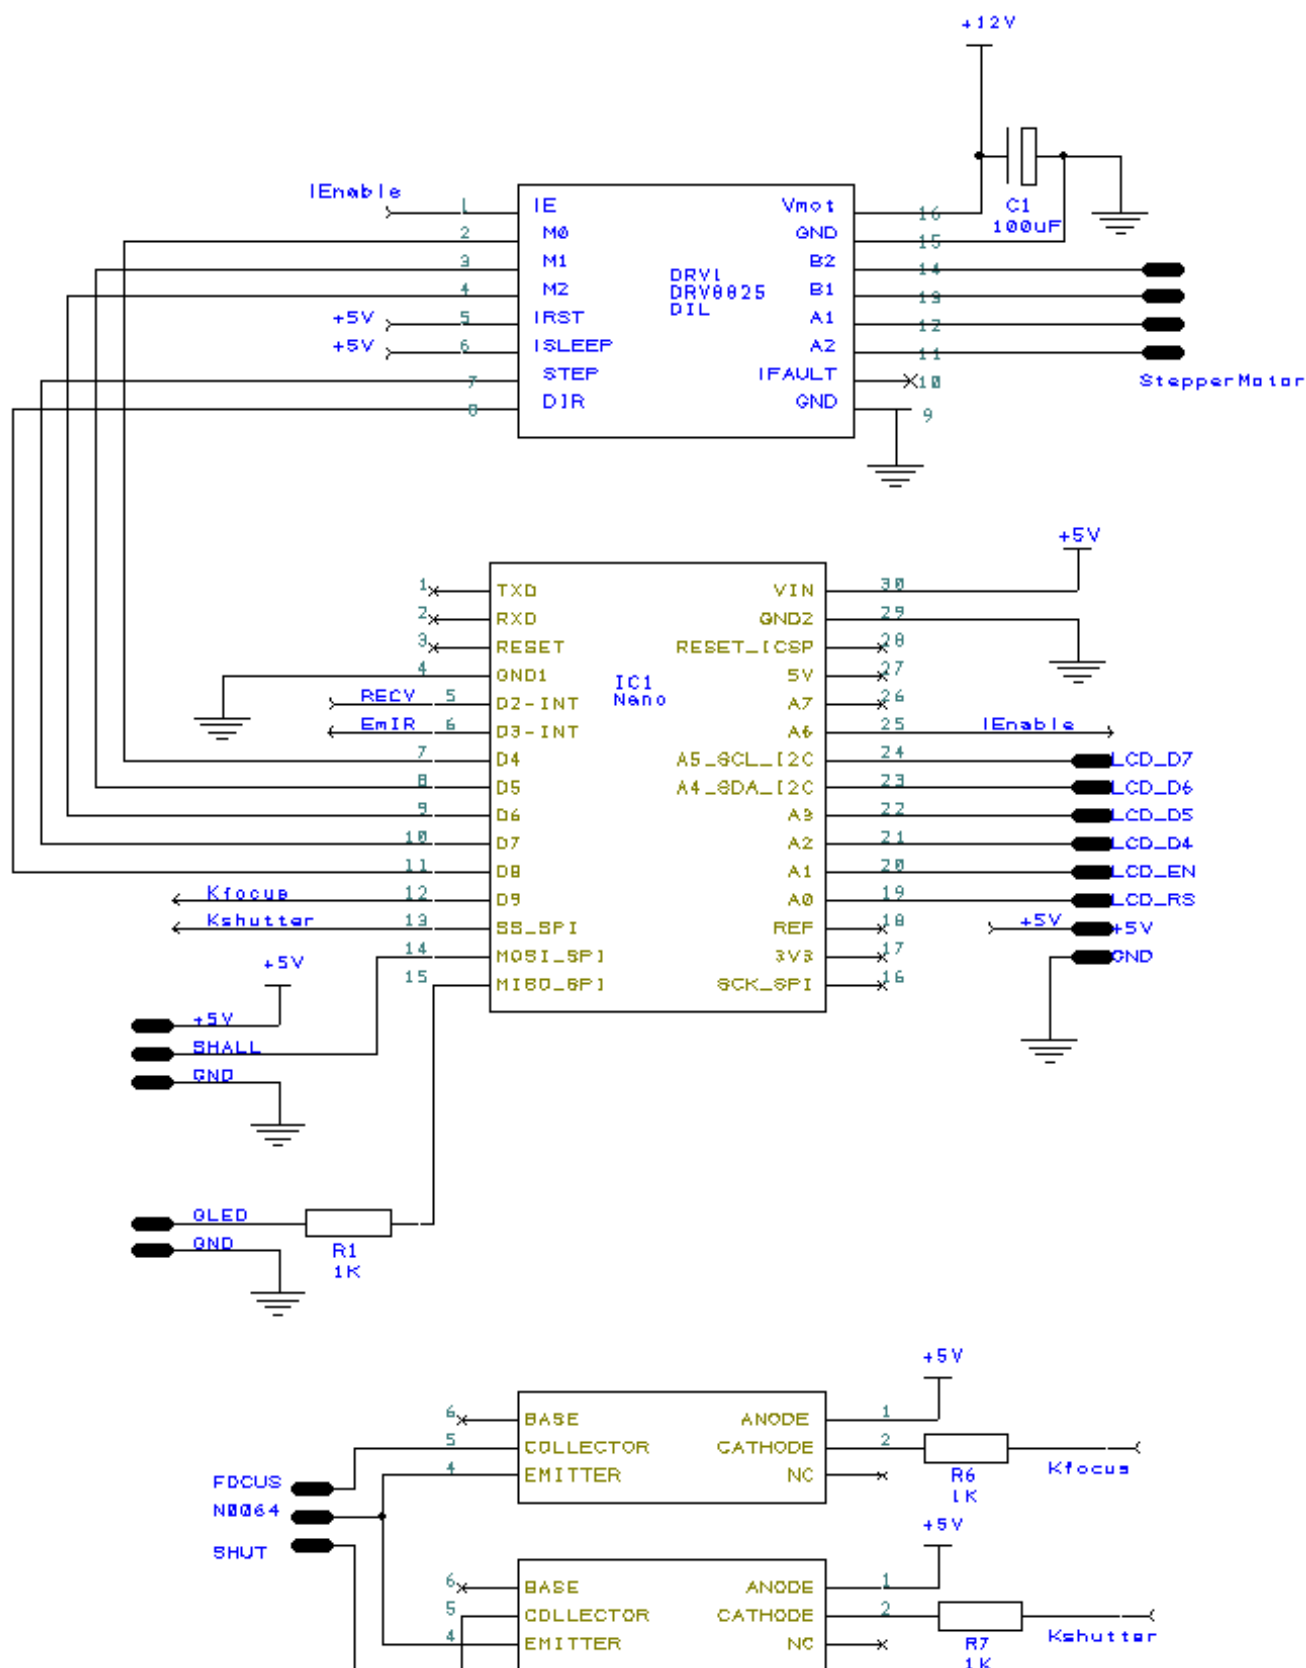 +12V
C1
100uF
IEnable
1 IE Vmot 16
2 M0 GND 15
3 M1 B2 14
4 M2 B1 13
+5V 5 IRST A1 12
+5V 6 ISLEEP A2 11
7 STEP IFAULT 10
8 DIR GND 9
DRV1
DRV8825
DIL
StepperMotor
+5V
1 TXD VIN 30
2 RXD GND2 29
3 RESET RESET_ICSP 28
4 GND1 5V 27
IC1
Nano
RECV 5 D2-INT A7 26
EmIR 6 D3-INT A6 25 IEnable
7 D4 A5_SCL_I2C 24 LCD_D7
8 D5 A4_SDA_I2C 23 LCD_D6
9 D6 A3 22 LCD_D5
10 D7 A2 21 LCD_D4
11 D8 A1 20 LCD_EN
Kfocus 12 D9 A0 19 LCD_RS
Kshutter 13 SS_SPI REF 18 +5V +5V
14 MOSI_SPI 3V3 17 GND
15 MISO_SPI SCK_SPI 16
+5V
+5V
SHALL
GND
GLED
GND
R1
1K
+5V
6 BASE ANODE 1
5 COLLECTOR CATHODE 2
4 EMITTER NC
R6
1K
Kfocus
FOCUS
N0064
SHUT
+5V
6 BASE ANODE 1
5 COLLECTOR CATHODE 2
4 EMITTER NC
R7
1K
Kshutter